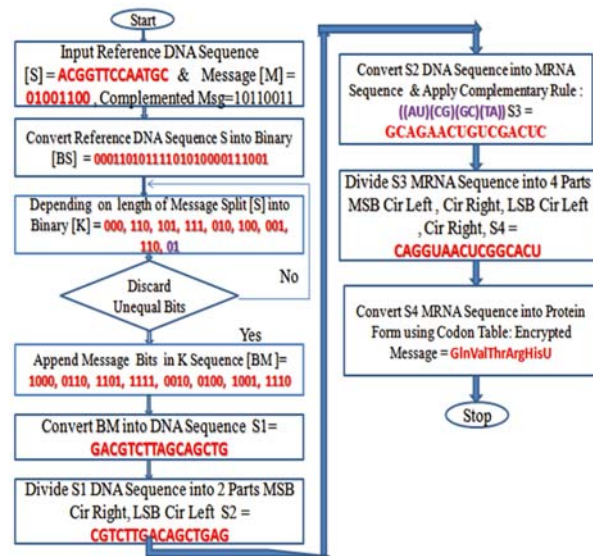 Start
Input Reference DNA Sequence
[S] = ACGGTTCCAATGC & Message [M] =
01001100 , Complemented Msg=10110011
Convert Reference DNA Sequence S into Binary
[BS] = 00011010111101010000111001
Depending on length of Message Split [S] into
Binary [K] = 000, 110, 101, 111, 010, 100, 001,
110, 01
No
Discard
Unequal Bits
Yes
Append Message Bits in K Sequence [BM]=
1000, 0110, 1101, 1111, 0010, 0100, 1001, 1110
Convert BM into DNA Sequence S1=
GACGTCTTAGCAGCTG
Divide S1 DNA Sequence into 2 Parts MSB
Cir Right, LSB Cir Left S2 =
CGTCTTGACAGCTGAG
Convert S2 DNA Sequence into MRNA
Sequence & Apply Complementary Rule :
((AU)(CG)(GC)(TA)) S3 =
GCAGAACUGUCGACUC
Divide S3 MRNA Sequence into 4 Parts
MSB Cir Left , Cir Right, LSB Cir Left
, Cir Right, S4 =
CAGGUAACUCGGCACU
Convert S4 MRNA Sequence into Protein
Form using Codon Table: Encrypted
Message = GlnValThrArgHisU
Stop